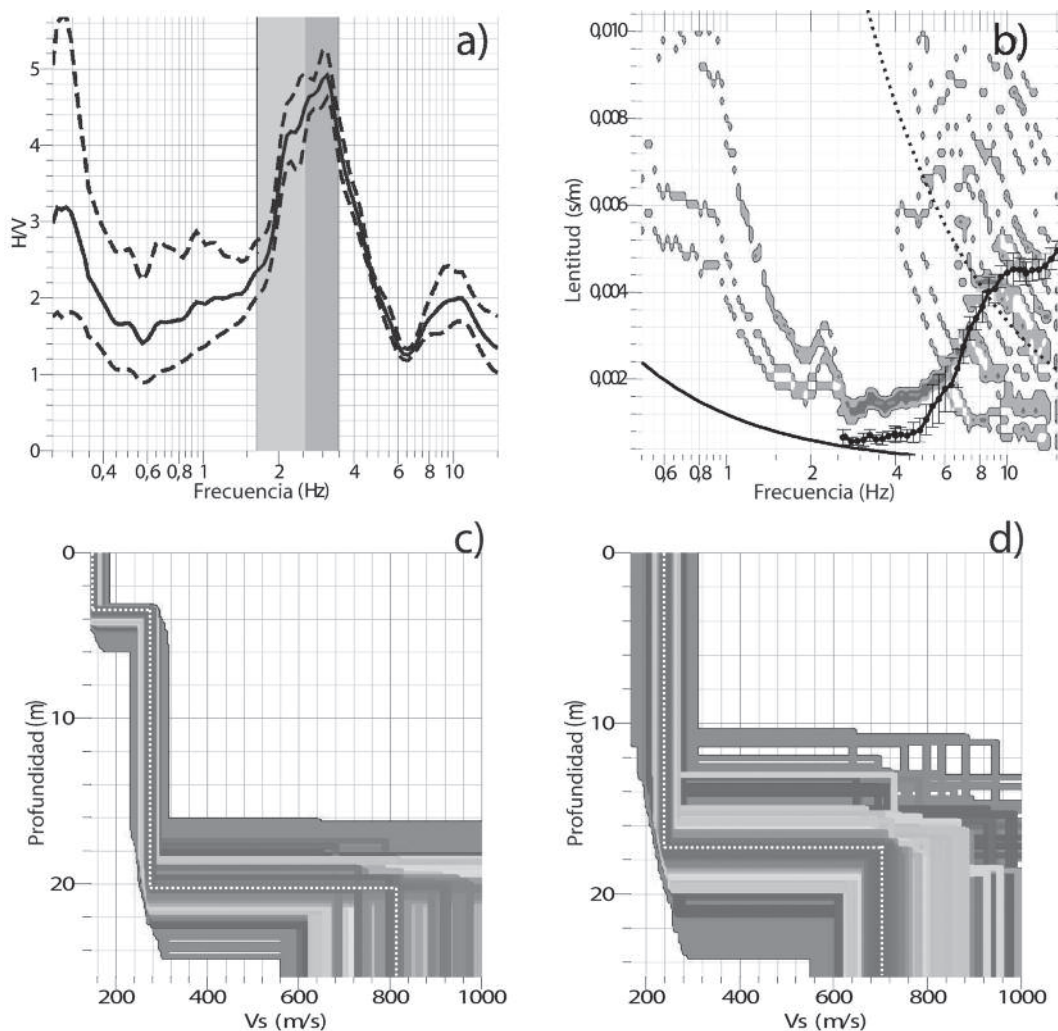 a)
5
4
3
2
1
0
H/V
0,4 0,6 0,8 1 2 4 6 8 10
Frecuencia (Hz)
b)
0,010
0,008
0,006
0,004
0,002
Lentitud (s/m)
0,6 0,8 1 2 4 6 8 10
Frecuencia (Hz)
c)
0
10
20
Profundidad (m)
200 400 600 800 1000
Vs (m/s)
d)
0
10
20
Profundidad (m)
200 400 600 800 1000
Vs (m/s)